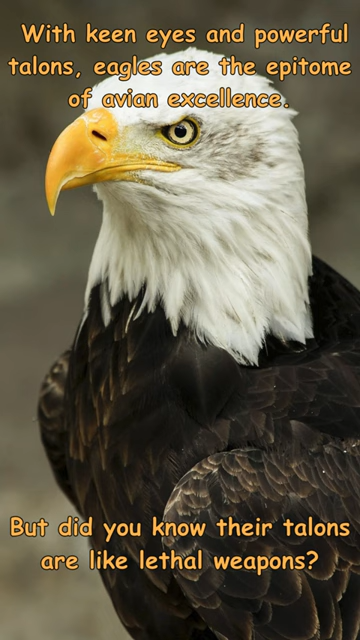 With keen eyes and powerful
talons, eagles are the epitome
of avian excellence.
But did you know their talons
are like lethal weapons?